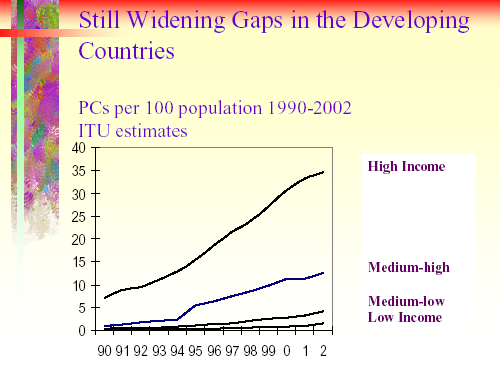 Still Widening Gaps in the Developing
Countries
PCs per 100 population 1990-2002
ITU estimates
40
35
30
25
20
15
10
5
0
90 91 92 93 94 95 96 97 98 99 0 1 2
High Income
Medium-high
Medium-low
Low Income